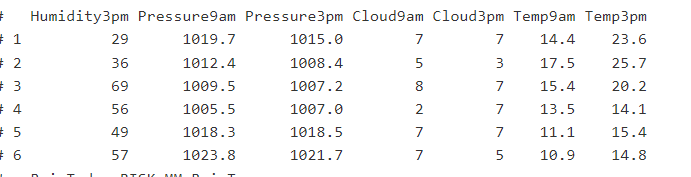 #   Humidity3pm Pressure9am Pressure3pm Cloud9am Cloud3pm Temp9am Temp3pm
# 1          29      1019.7      1015.0        7        7    14.4    23.6
# 2          36      1012.4      1008.4        5        3    17.5    25.7
# 3          69      1009.5      1007.2        8        7    15.4    20.2
# 4          56      1005.5      1007.0        2        7    13.5    14.1
# 5          49      1018.3      1018.5        7        7    11.1    15.4
# 6          57      1023.8      1021.7        7        5    10.9    14.8